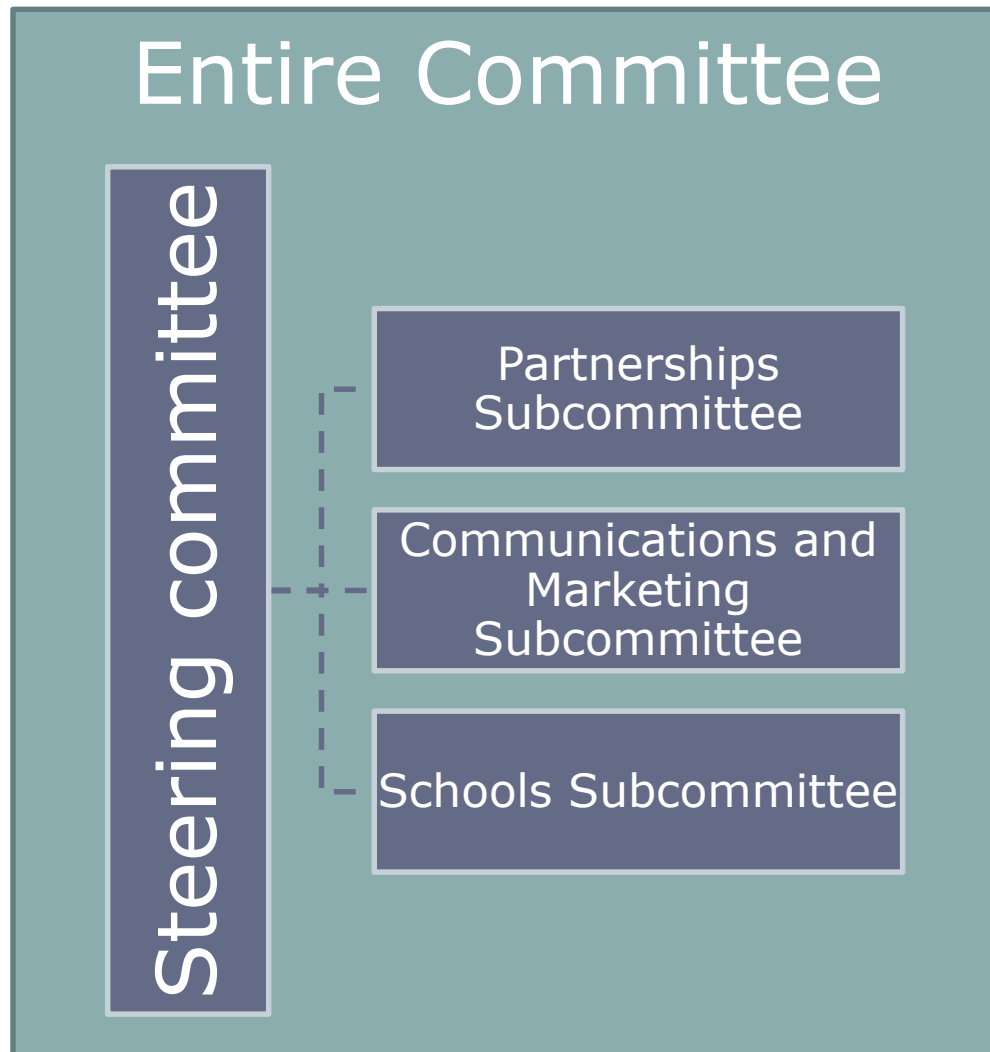 Entire Committee
Steering committee
Partnerships
Subcommittee
Communications and
Marketing
Subcommittee
Schools Subcommittee